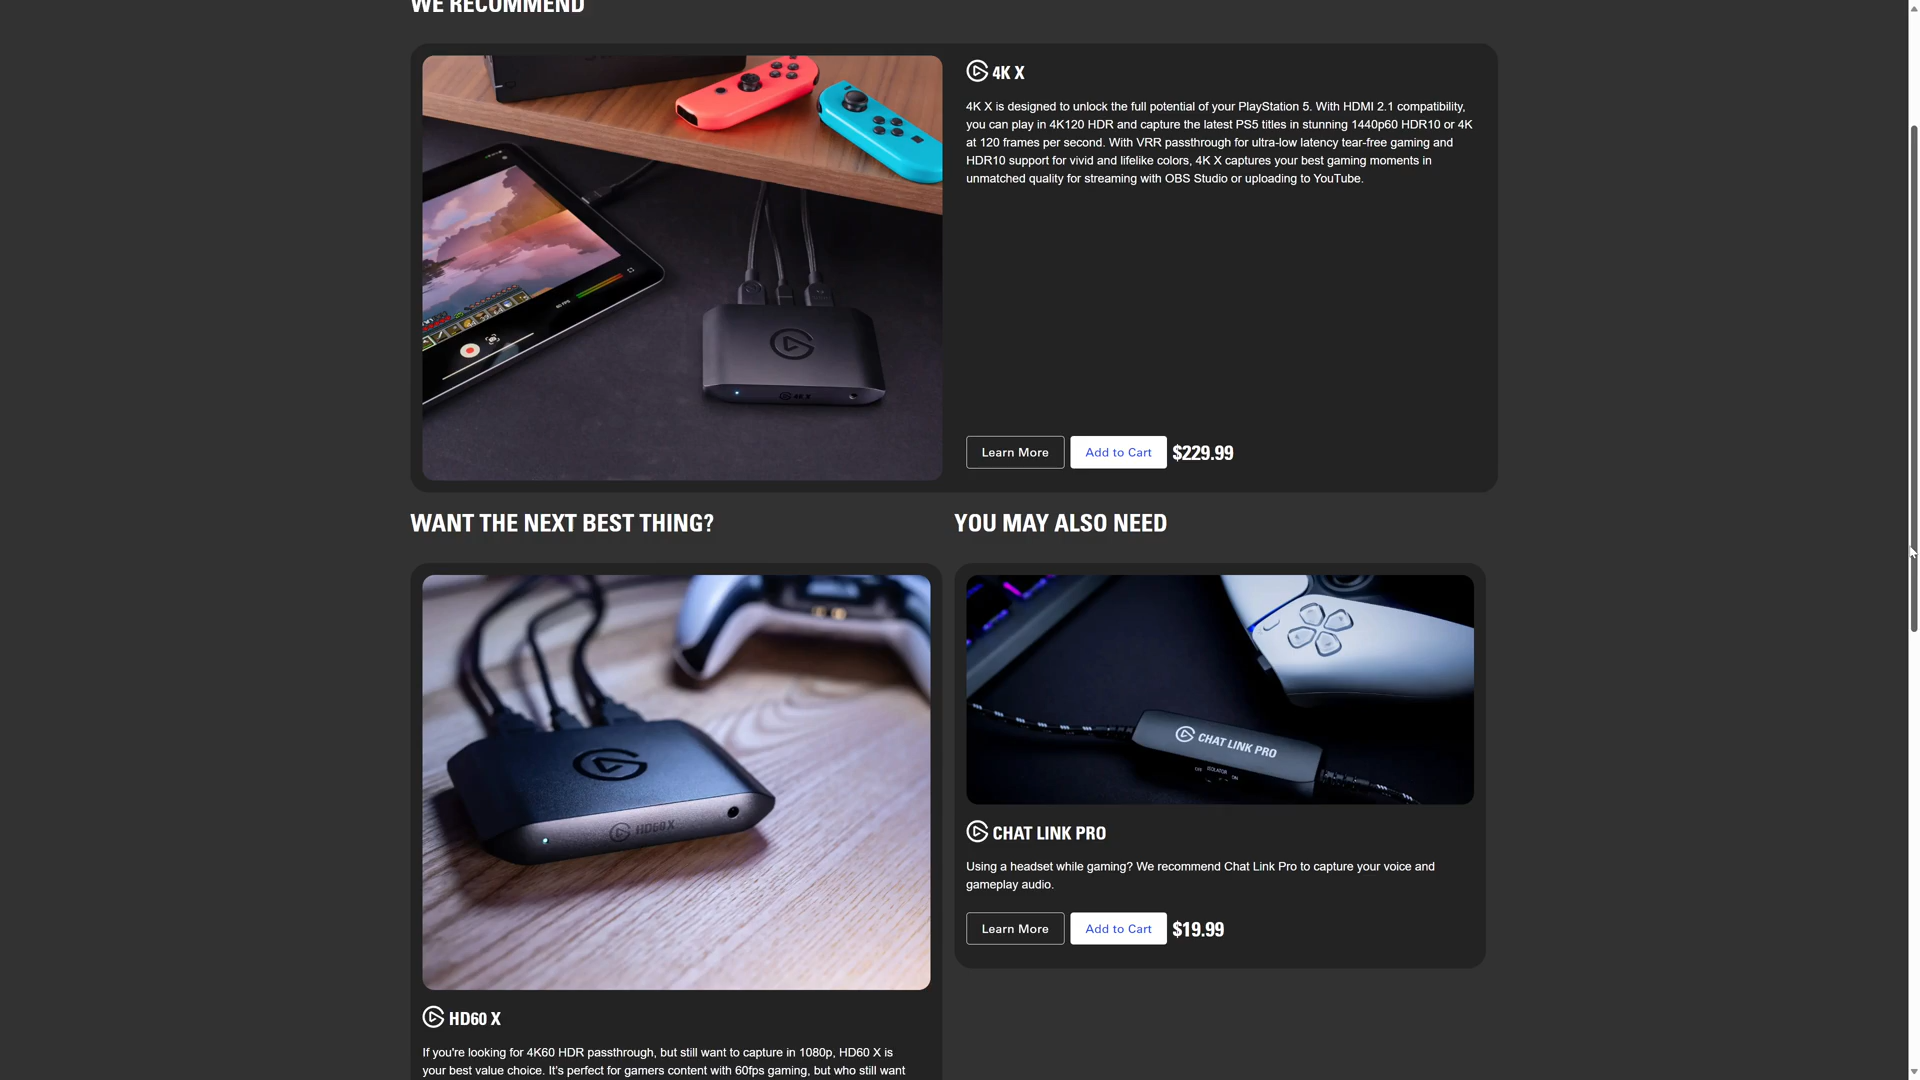 WE RECOMMEND
4K X
4K X is designed to unlock the full potential of your PlayStation 5. With HDMI 2.1 compatibility,
you can play in 4K120 HDR and capture the latest PS5 titles in stunning 1440p60 HDR10 or 4K
at 120 frames per second. With VRR passthrough for ultra-low latency tear-free gaming and
HDR10 support for vivid and lifelike colors, 4K X captures your best gaming moments in
unmatched quality for streaming with OBS Studio or uploading to YouTube.
60 FPS
4K X
Learn More
Add to Cart
$229.99
WANT THE NEXT BEST THING?
HD60 X
HD60 X
If you're looking for 4K60 HDR passthrough, but still want to capture in 1080p, HD60 X is
your best value choice. It's perfect for gamers content with 60fps gaming, but who still want
YOU MAY ALSO NEED
CHAT LINK PRO
OFF ISOLATOR ON
CHAT LINK PRO
Using a headset while gaming? We recommend Chat Link Pro to capture your voice and
gameplay audio.
Learn More
Add to Cart
$19.99